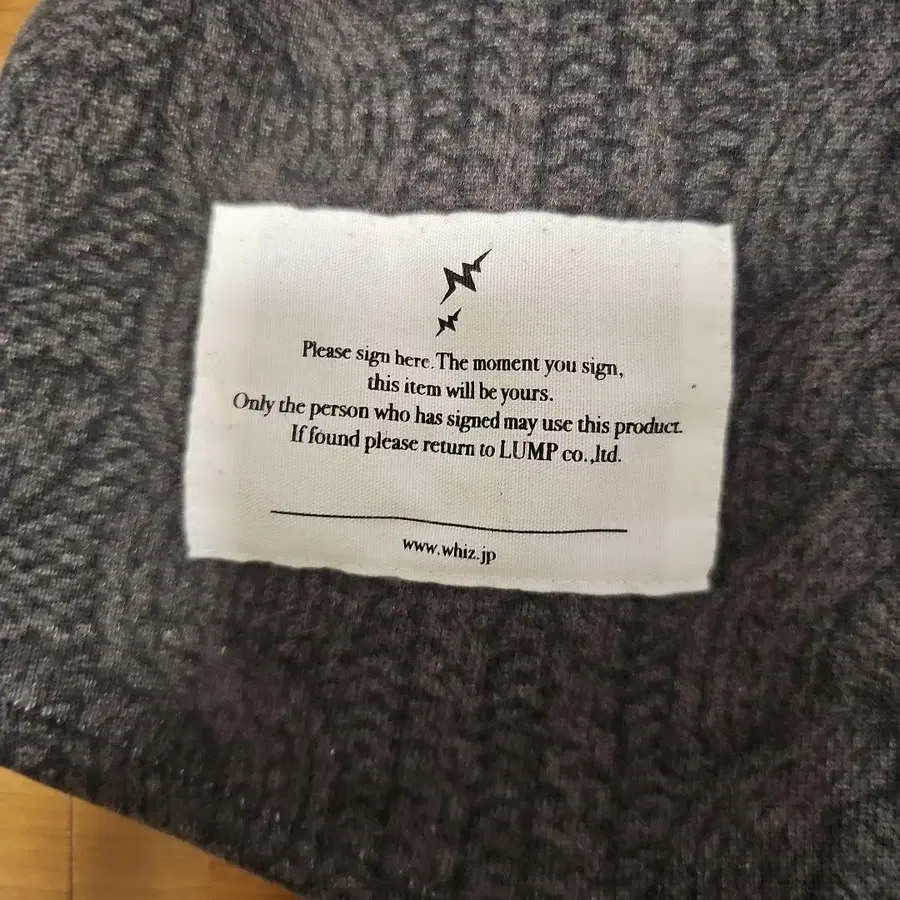 Please sign here. The moment you sign,
this item will be yours.
Only the person who has signed may use this product.
If found please return to LUMP co.,ltd.
www.whiz.jp